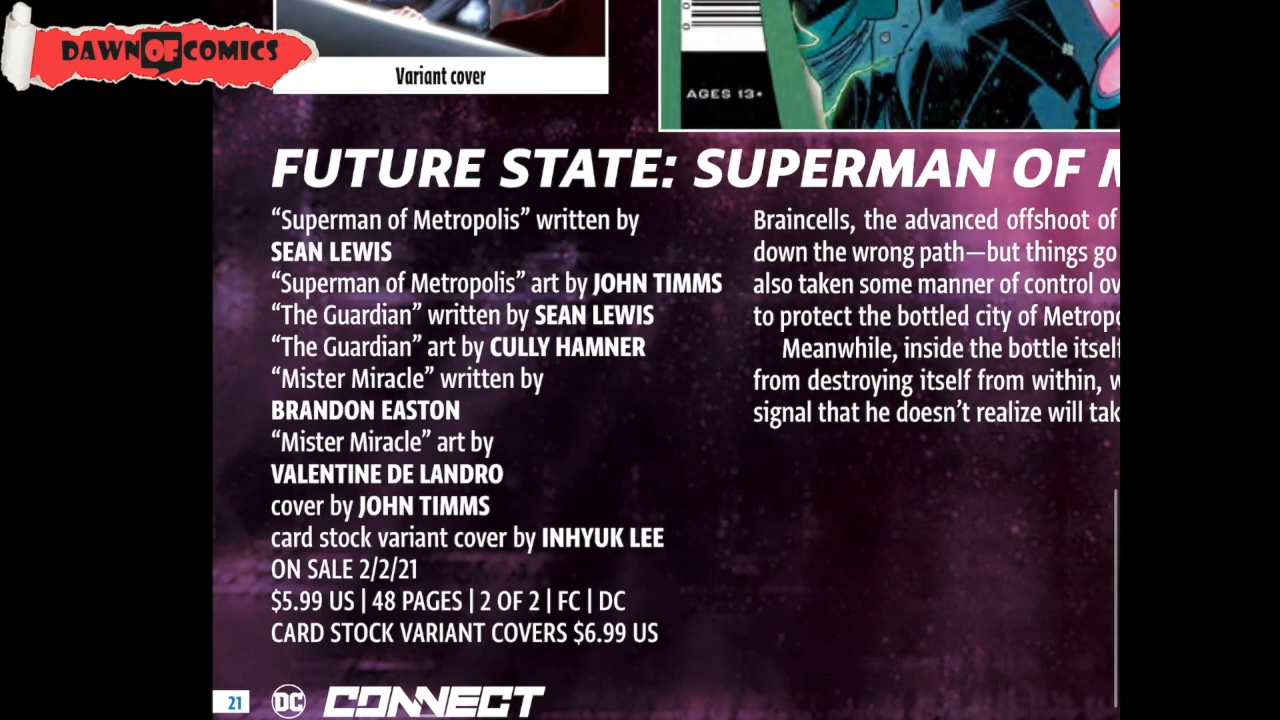 DAWN OF COMICS
Variant cover
AGES 13+
FUTURE STATE: SUPERMAN OF
“Superman of Metropolis” written by
SEAN LEWIS
“Superman of Metropolis” art by JOHN TIMMS
“The Guardian” written by SEAN LEWIS
“The Guardian” art by CULLY HAMNER
“Mister Miracle” written by
BRANDON EASTON
“Mister Miracle” art by
VALENTINE DE LANDRO
cover by JOHN TIMMS
card stock variant cover by INHYUK LEE
ON SALE 2/2/21
$5.99 US | 48 PAGES | 2 OF 2 | FC | DC
CARD STOCK VARIANT COVERS $6.99 US
Braincells, the advanced offshoot of
down the wrong path—but things go
also taken some manner of control
to protect the bottled city of
Meanwhile, inside the bottle
from destroying itself from within,
signal that he doesn’t realize will
21 DC CONNECT